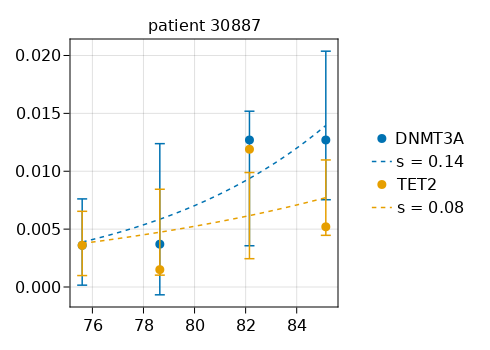 patient 30887
0.020
0.015
0.010
0.005
0.000
76 78 80 82 84
DNMT3A
s = 0.14
TET2
s = 0.08